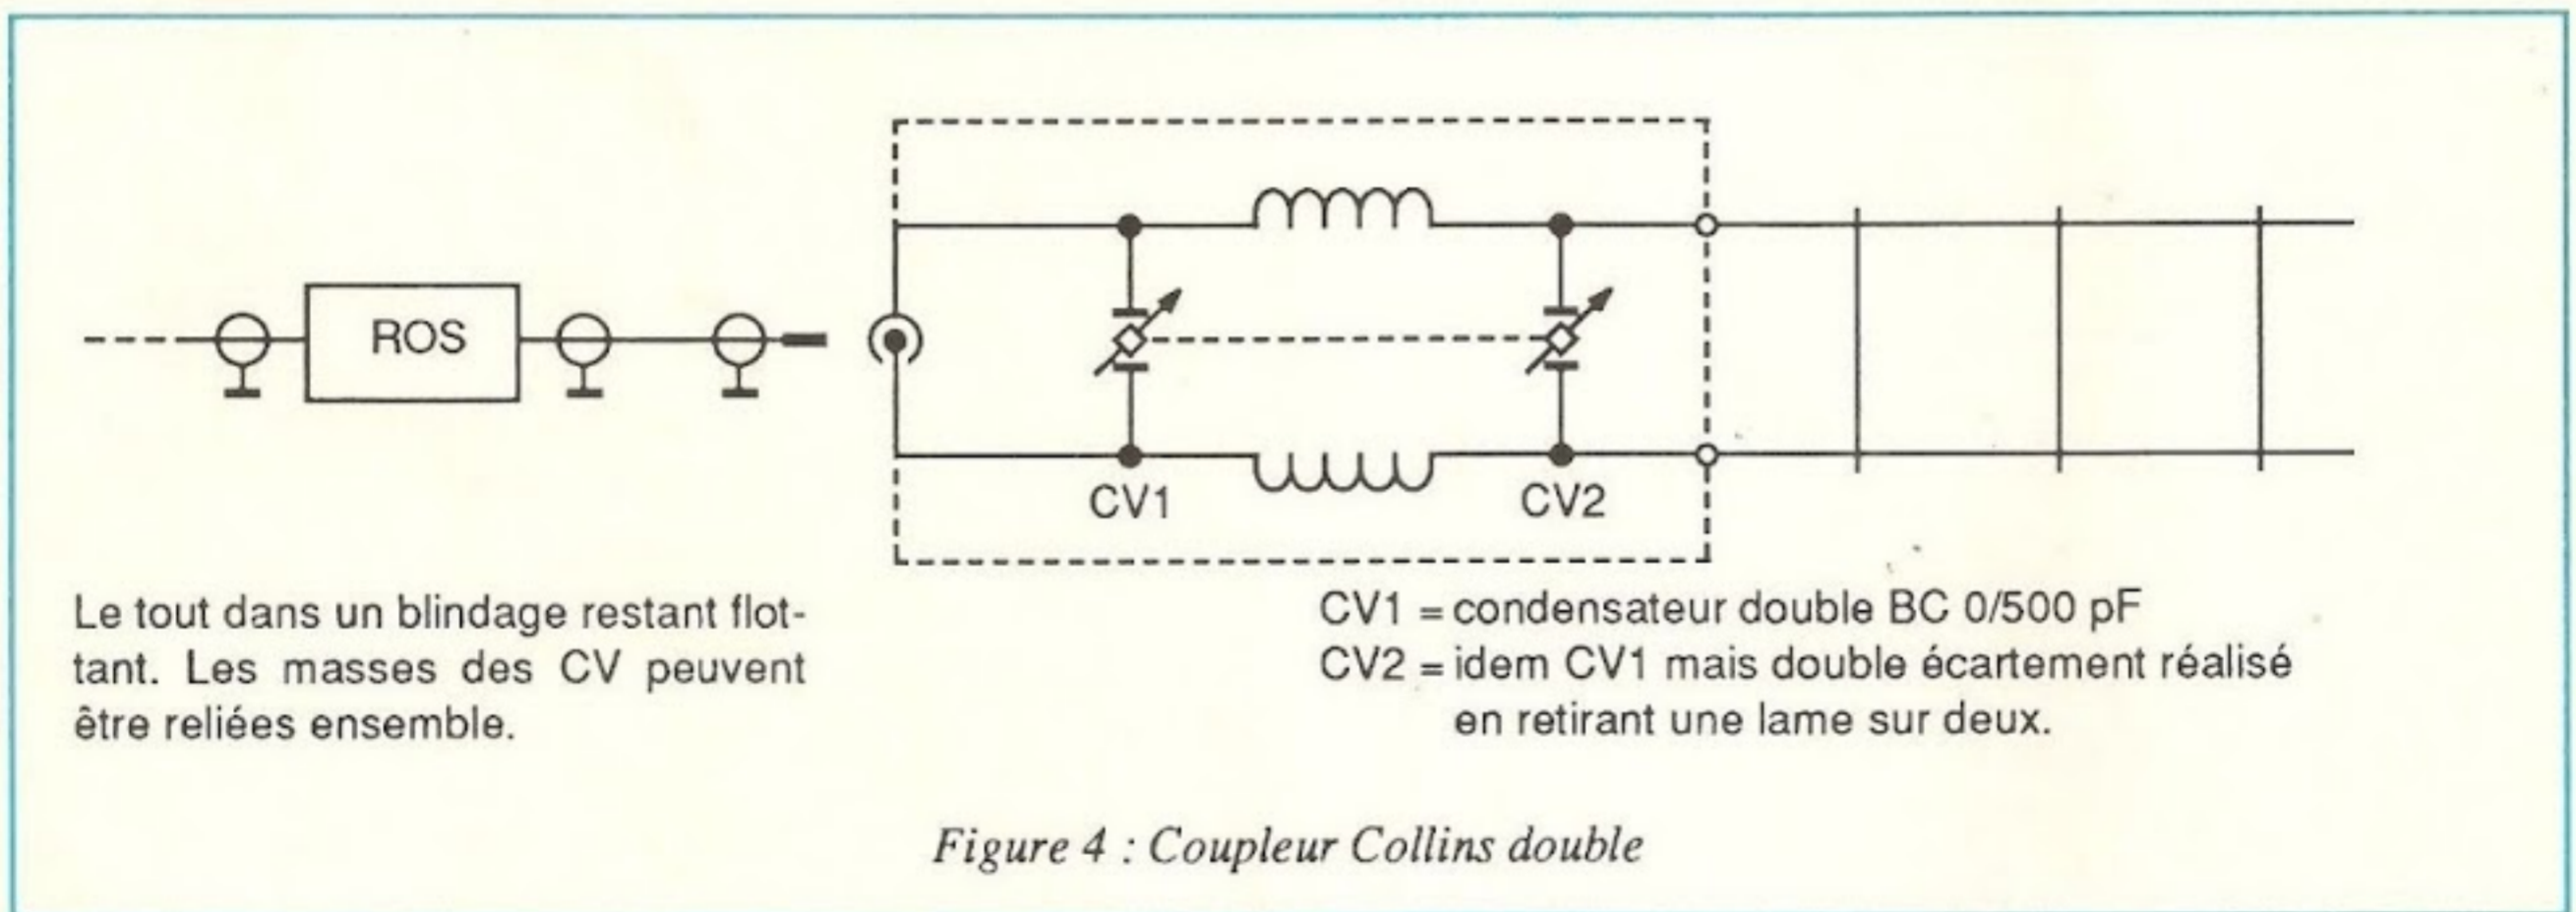 ROS
CV1
CV2
Le tout dans un blindage restant flot-
tant. Les masses des CV peuvent
être reliées ensemble.
CV1 = condensateur double BC 0/500 pF
CV2 = idem CV1 mais double écartement réalisé
en retirant une lame sur deux.
Figure 4 : Coupleur Collins double